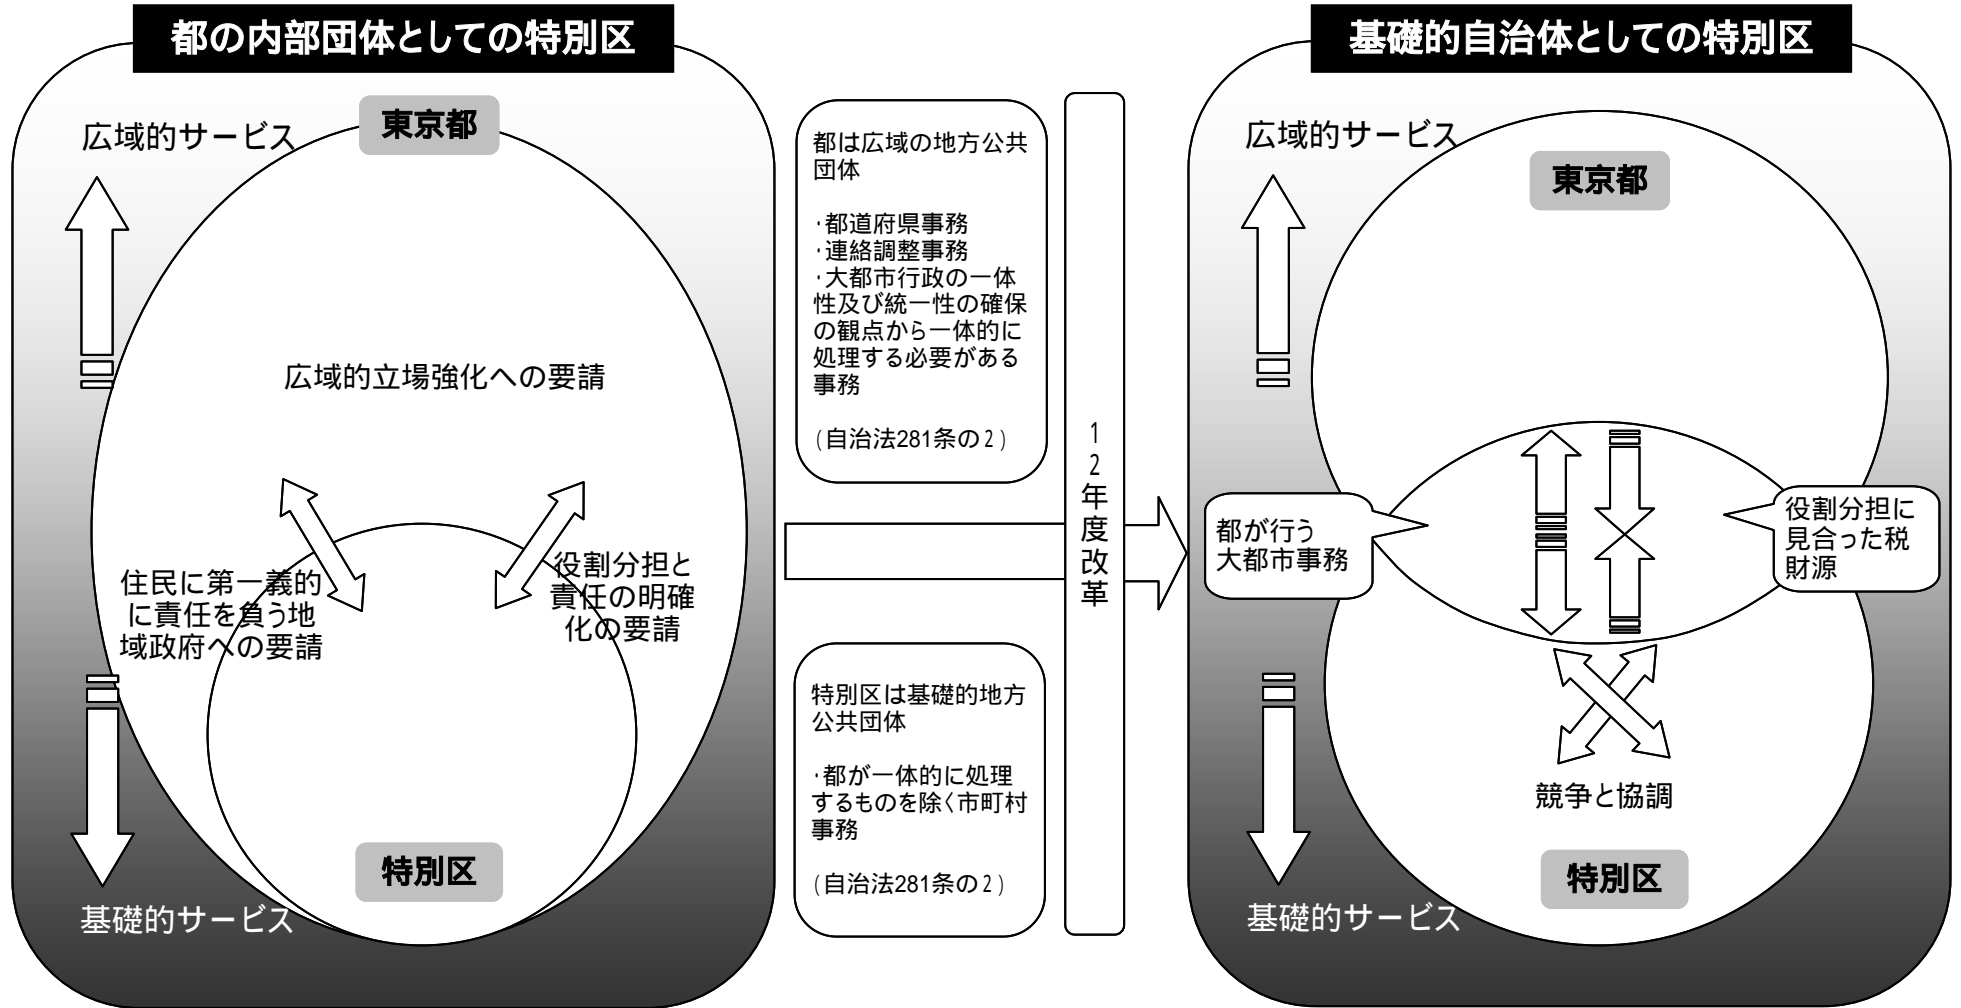 都の内部団体としての特別区
広域的サービス
東京都
広域的立場強化への要請
住民に第一義的
に責任を負う地
域政府への要請
役割分担と
責任の明確
化の要請
特別区
基礎的サービス
都は広域の地方公共
団体
･都道府県事務
･連絡調整事務
･大都市行政の一体
性及び統一性の確保
の観点から一体的に
処理する必要がある
事務
(自治法281条の2)
特別区は基礎的地方
公共団体
･都が一体的に処理
するものを除く市町村
事務
(自治法281条の2)
1
2
年
度
改
革
基礎的自治体としての特別区
広域的サービス
東京都
都が行う
大都市事務
役割分担に
見合った税
財源
競争と協調
特別区
基礎的サービス